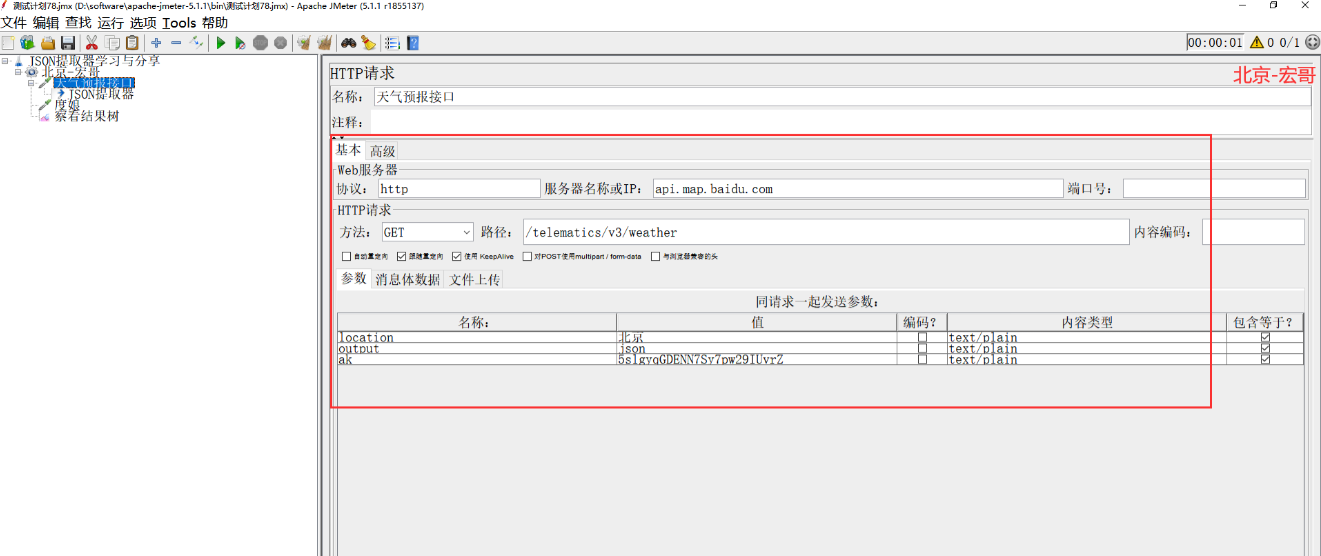 测试计划78.jmx (D:\software\apache-jmeter-5.1.1\bin\测试计划78.jmx) - Apache JMeter (5.1.1 r1855137)
文件 编辑 查找 运行 选项 Tools 帮助
00:00:01 0 0/1
JSON提取器学习与分享
北京-宏哥
天气预报接口
JSON提取器
度娘
察看结果树
HTTP请求
北京-宏哥
名称: 天气预报接口
注释:
基本 高级
Web服务器
协议: http 服务器名称或IP: api.map.baidu.com 端口号:
HTTP请求
方法: GET 路径: /telematics/v3/weather 内容编码:
自动重定向 跟随重定向 使用 KeepAlive 对POST使用multipart / form-data 与浏览器兼容的头
参数 消息体数据 文件上传
同请求一起发送参数:
名称: 值 编码? 内容类型 包含等于?
location 北京 text/plain
output json text/plain
ak 5slgyqGDENN7Sy7pw29IUvrZ text/plain